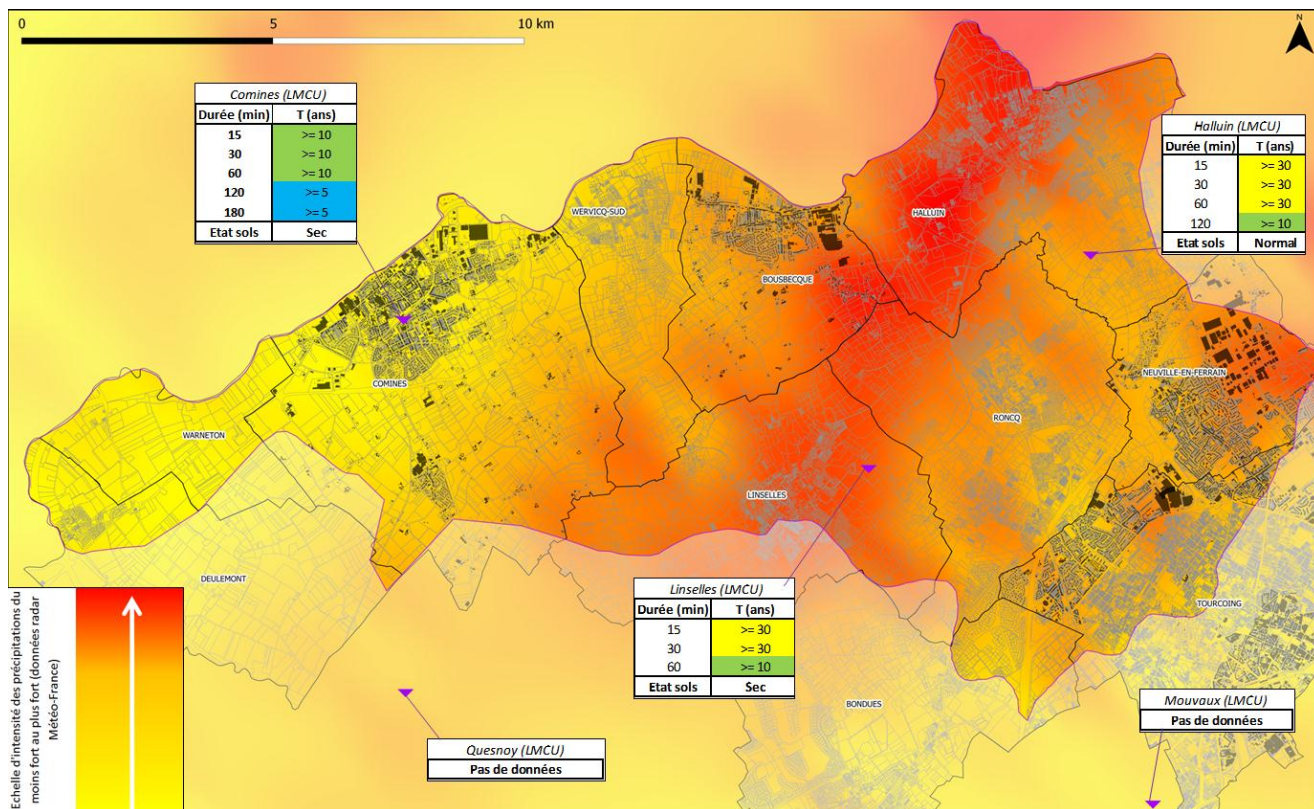 0 5 10 km
N
Comines (LMCU)
Durée (min) T (ans)
15 >= 10
30 >= 10
60 >= 10
120 >= 5
180 >= 5
Etat sols Sec
Halluin (LMCU)
Durée (min) T (ans)
15 >= 30
30 >= 30
60 >= 30
120 >= 10
Etat sols Normal
WERVICQ-SUD
HALLUIN
BOUSBECQUE
COMINES
NEUVILLE-EN-FERRAIN
WARNETON
RONCQ
LINSELLES
DEULEMONT
TOURCOING
BONDUES
Linselles (LMCU)
Durée (min) T (ans)
15 >= 30
30 >= 30
60 >= 10
Etat sols Sec
Quesnoy (LMCU)
Pas de données
Mouvaux (LMCU)
Pas de données
Echelle d'intensité des précipitations du
moins fort au plus fort (données radar
Météo-France)